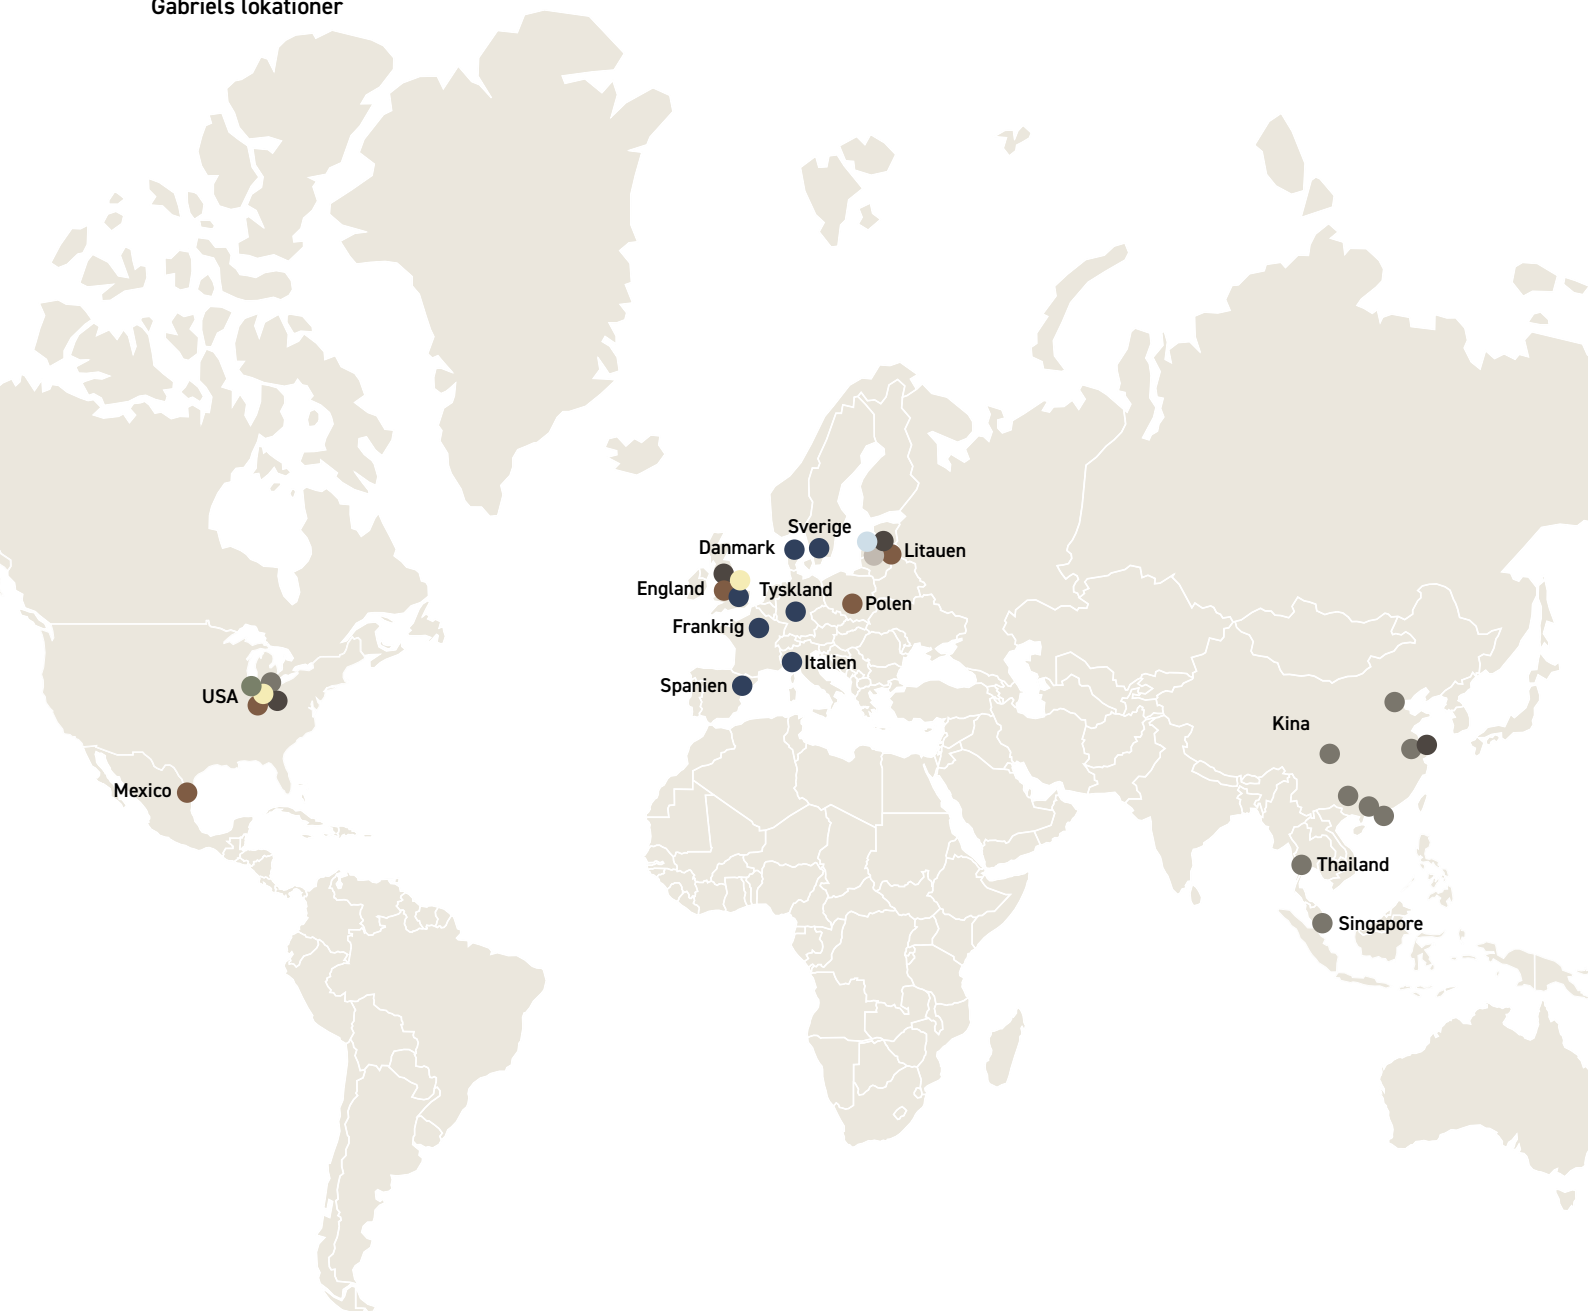 Gabriels lokationer
Sverige
Danmark
Litauen
England
Tyskland
Polen
Frankrig
Italien
Spanien
USA
Kina
Mexico
Thailand
Singapore